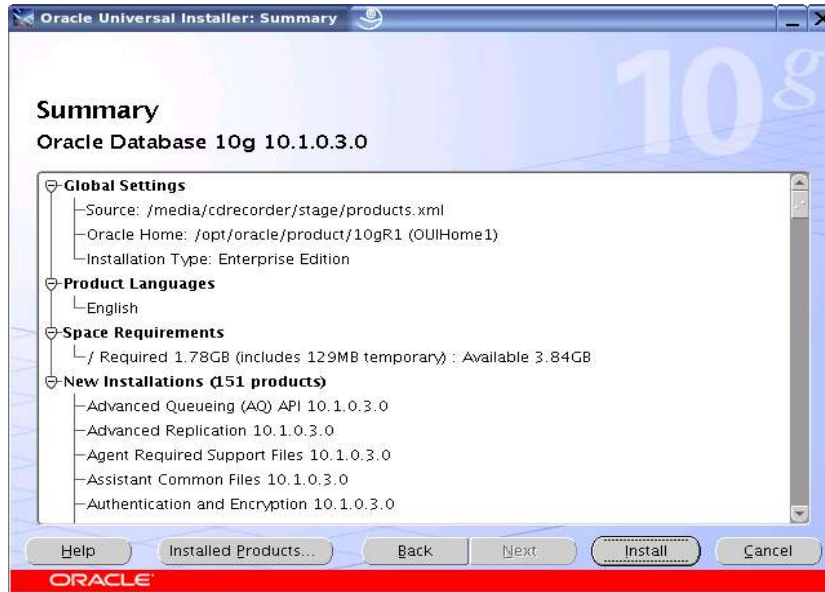 Oracle Universal Installer: Summary
10g
Summary
Oracle Database 10g 10.1.0.3.0
Global Settings
Source: /media/cdrecorder/stage/products.xml
Oracle Home: /opt/oracle/product/10gR1 (OUIHome1)
Installation Type: Enterprise Edition
Product Languages
English
Space Requirements
/ Required 1.78GB (includes 129MB temporary) : Available 3.84GB
New Installations (151 products)
Advanced Queueing (AQ) API 10.1.0.3.0
Advanced Replication 10.1.0.3.0
Agent Required Support Files 10.1.0.3.0
Assistant Common Files 10.1.0.3.0
Authentication and Encryption 10.1.0.3.0
Help Installed Products... Back Next Install Cancel
ORACLE